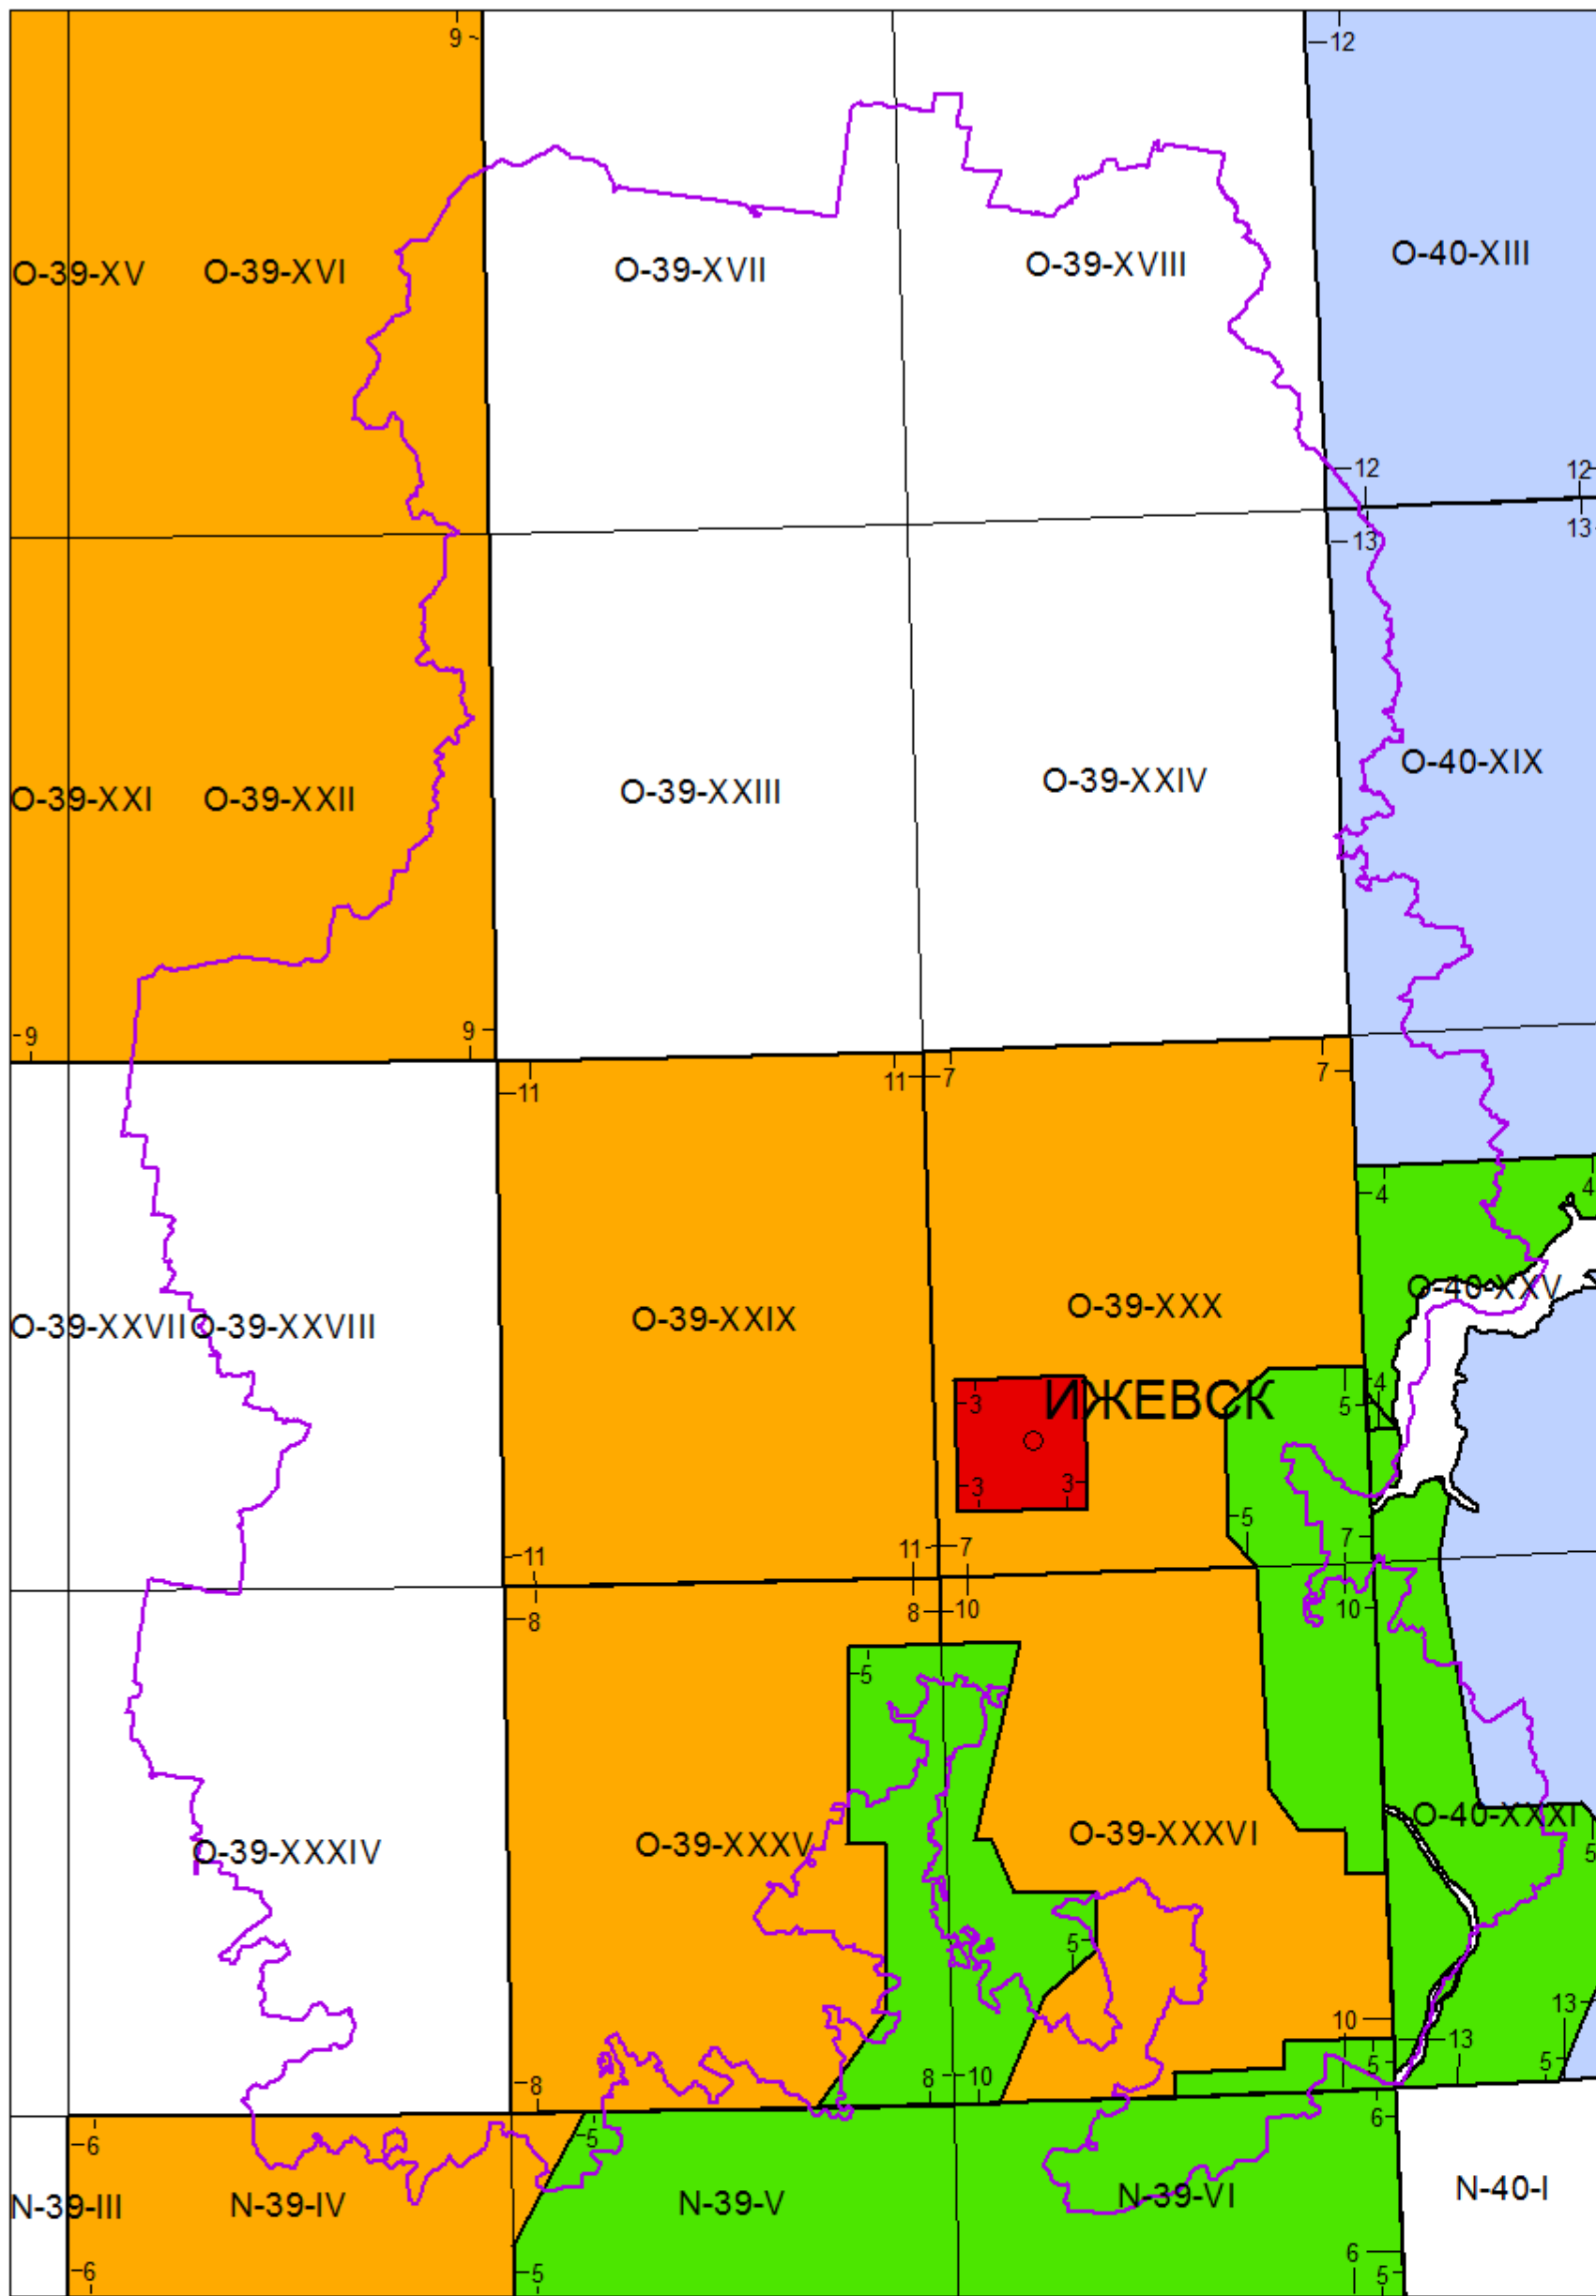 9
12
O-39-XV
O-39-XVI
O-39-XVII
O-39-XVIII
O-40-XIII
12
12
13
13
O-39-XXI
O-39-XXII
O-39-XXIII
O-39-XXIV
O-40-XIX
9
9
11
11
7
7
4
4
O-39-XXVII
O-39-XXVIII
O-39-XXIX
O-39-XXX
O-40-XXV
3
ИЖЕВСК
5
4
3
3
5
11
11
7
7
8
8
10
10
5
O-39-XXXIV
O-39-XXXV
O-39-XXXVI
O-40-XXXI
5
5
10
13
13
5
5
8
8
10
6
5
6
N-39-III
N-39-IV
N-39-V
N-39-VI
N-40-I
6
5
6
5